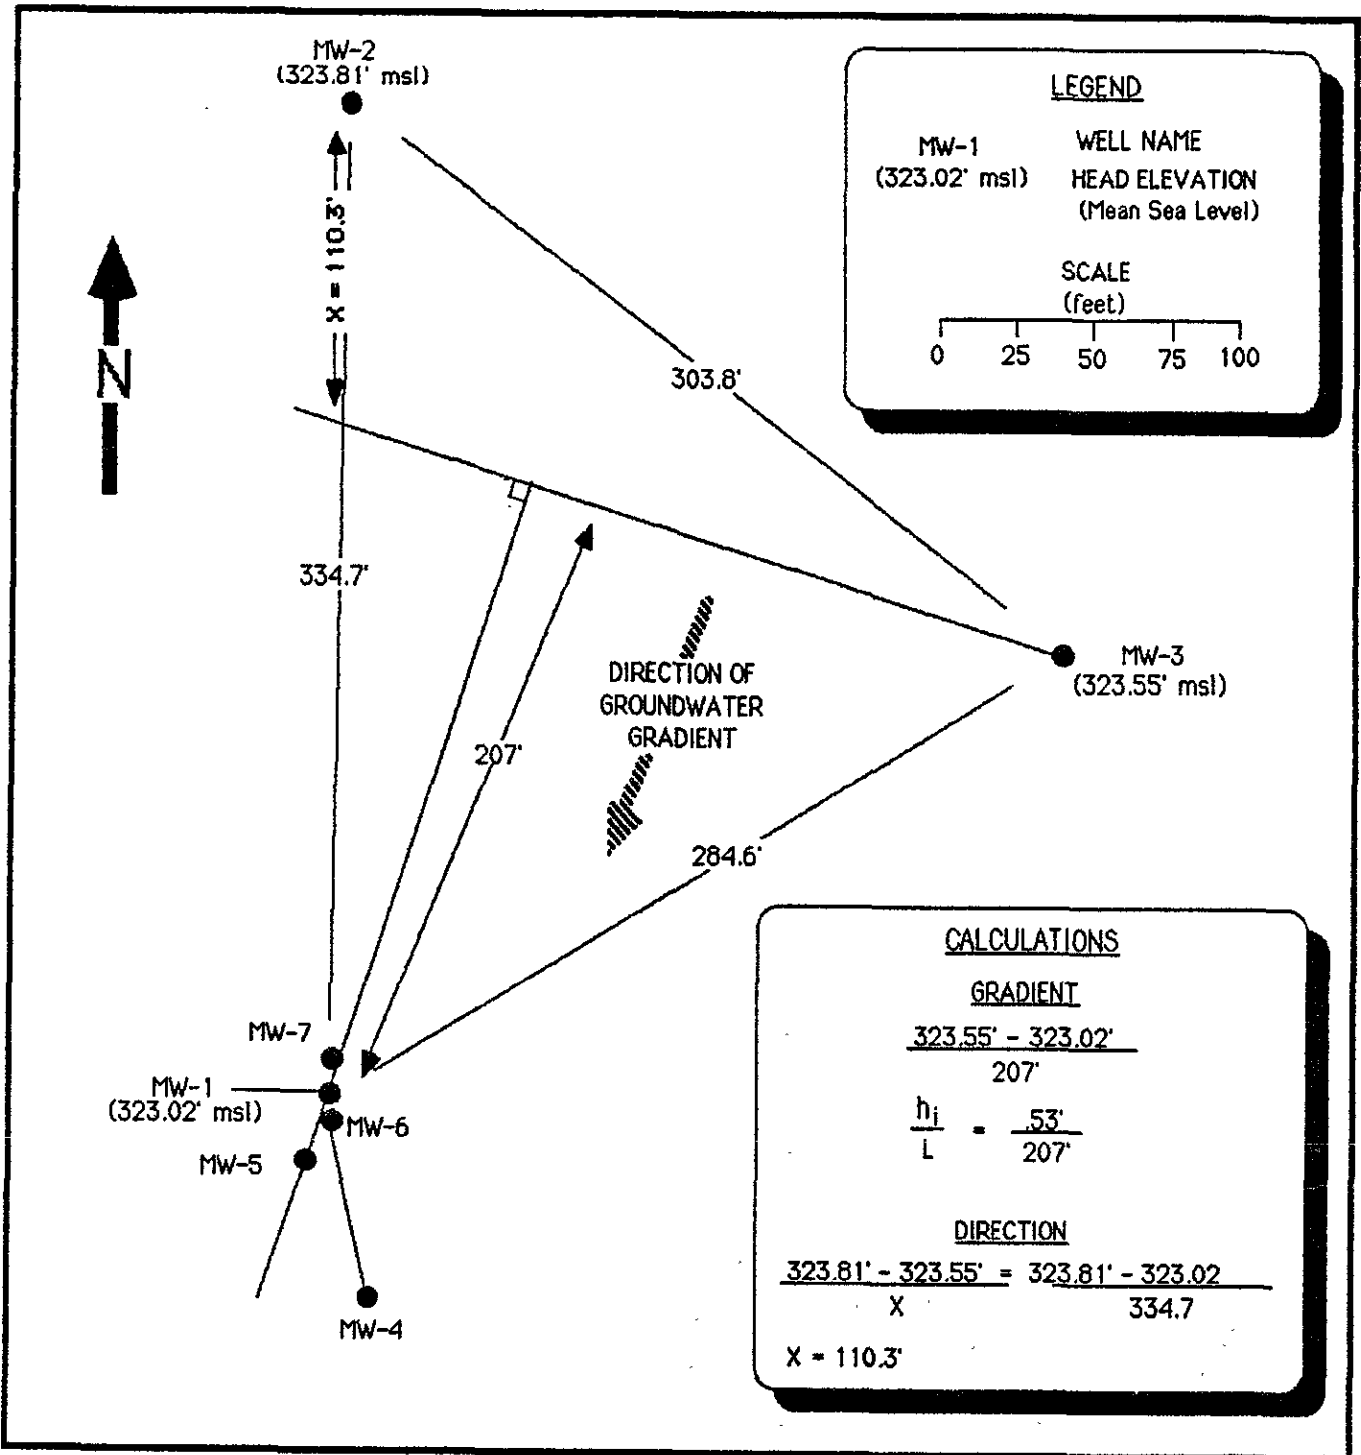 MW-2
(323.81' msl)
LEGEND
MW-1 WELL NAME
(323.02' msl) HEAD ELEVATION
(Mean Sea Level)
SCALE
(feet)
0 25 50 75 100
X = 110.3'
N
303.8'
334.7'
MW-3
(323.55' msl)
DIRECTION OF
GROUNDWATER
GRADIENT
207'
284.6'
MW-7
MW-1
(323.02' msl)
MW-6
MW-5
MW-4
CALCULATIONS
GRADIENT
323.55' - 323.02'
207'
hi = .53'
L 207'
DIRECTION
323.81' - 323.55' = 323.81' - 323.02
X 334.7
X = 110.3'